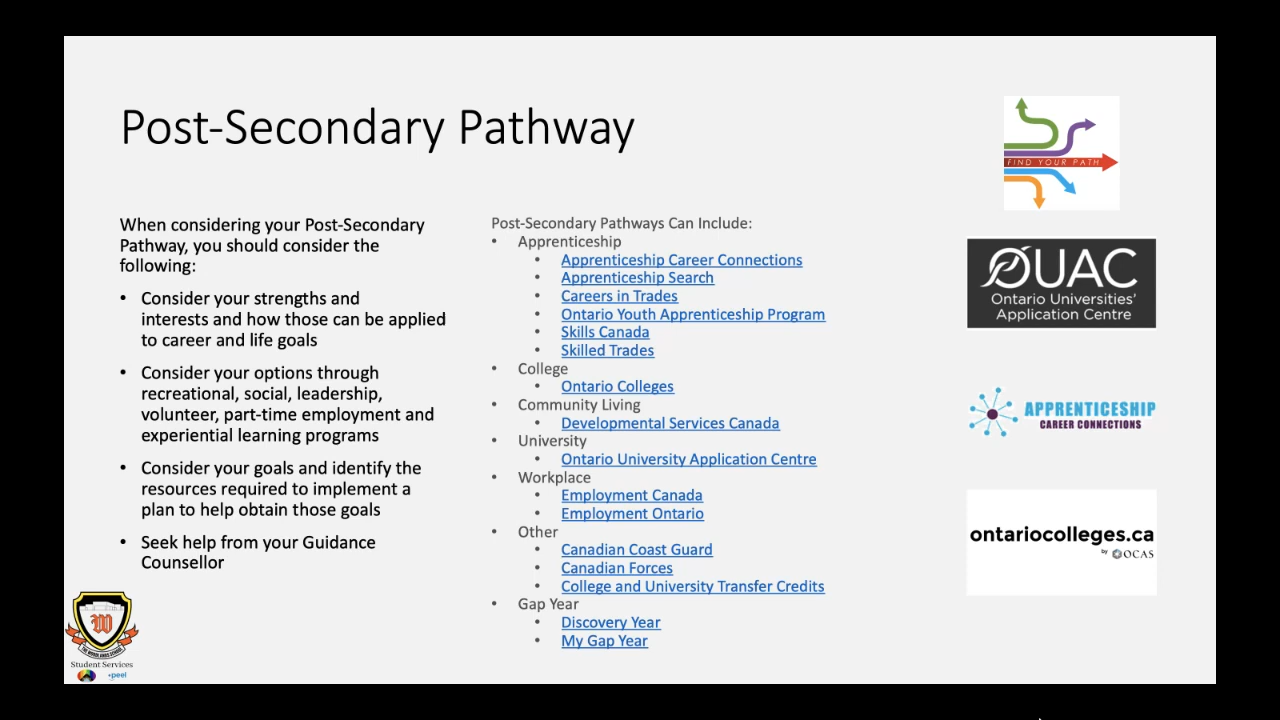 Post-Secondary Pathway
When considering your Post-Secondary
Pathway, you should consider the
following:
• Consider your strengths and
interests and how those can be applied
to career and life goals
• Consider your options through
recreational, social, leadership,
volunteer, part-time employment and
experiential learning programs
• Consider your goals and identify the
resources required to implement a
plan to help obtain those goals
• Seek help from your Guidance
Counsellor
Post-Secondary Pathways Can Include:
• Apprenticeship
• Apprenticeship Career Connections
• Apprenticeship Search
• Careers in Trades
• Ontario Youth Apprenticeship Program
• Skills Canada
• Skilled Trades
• College
• Ontario Colleges
• Community Living
• Developmental Services Canada
• University
• Ontario University Application Centre
• Workplace
• Employment Canada
• Employment Ontario
• Other
• Canadian Coast Guard
• Canadian Forces
• College and University Transfer Credits
• Gap Year
• Discovery Year
• My Gap Year
FIND YOUR PATH
OUAC
Ontario Universities'
Application Centre
APPRENTICESHIP
CAREER CONNECTIONS
ontariocolleges.ca
by OCAS
W
THE WOODLANDS SCHOOL
Student Services
peel